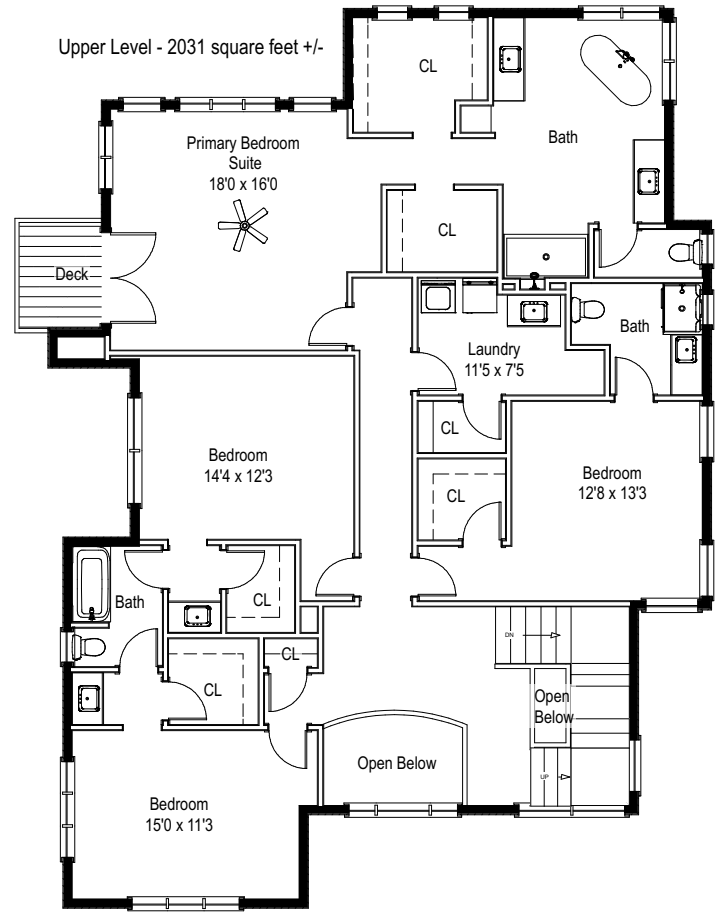 Upper Level - 2031 square feet +/-
CL
Primary Bedroom
Suite
18'0 x 16'0
Bath
CL
Deck
Bath
Laundry
11'5 x 7'5
CL
Bedroom
14'4 x 12'3
Bedroom
12'8 x 13'3
CL
Bath
CL
DN
CL
CL
Open
Below
Open Below
UP
Bedroom
15'0 x 11'3